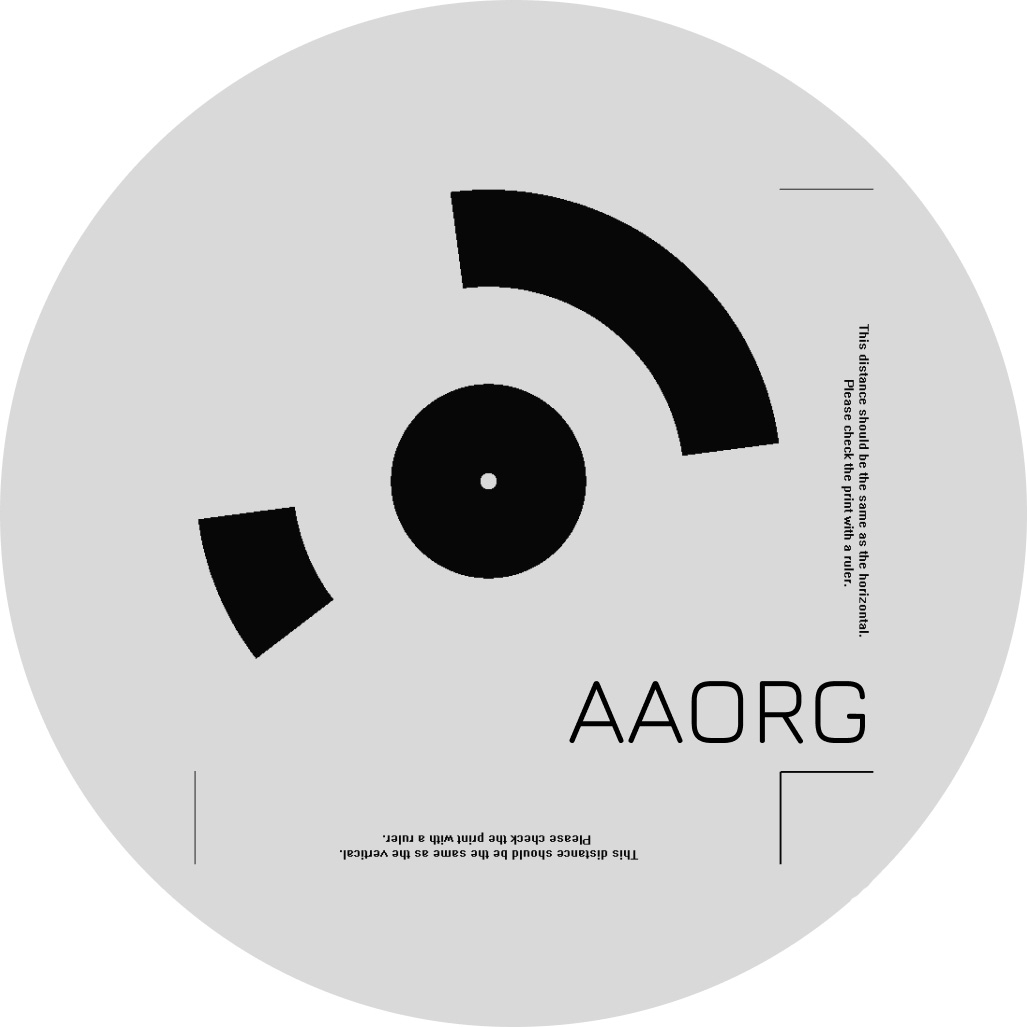 This distance should be the same as the horizontal.
Please check the print with a ruler.
AAORG
This distance should be the same as the vertical.
Please check the print with a ruler.